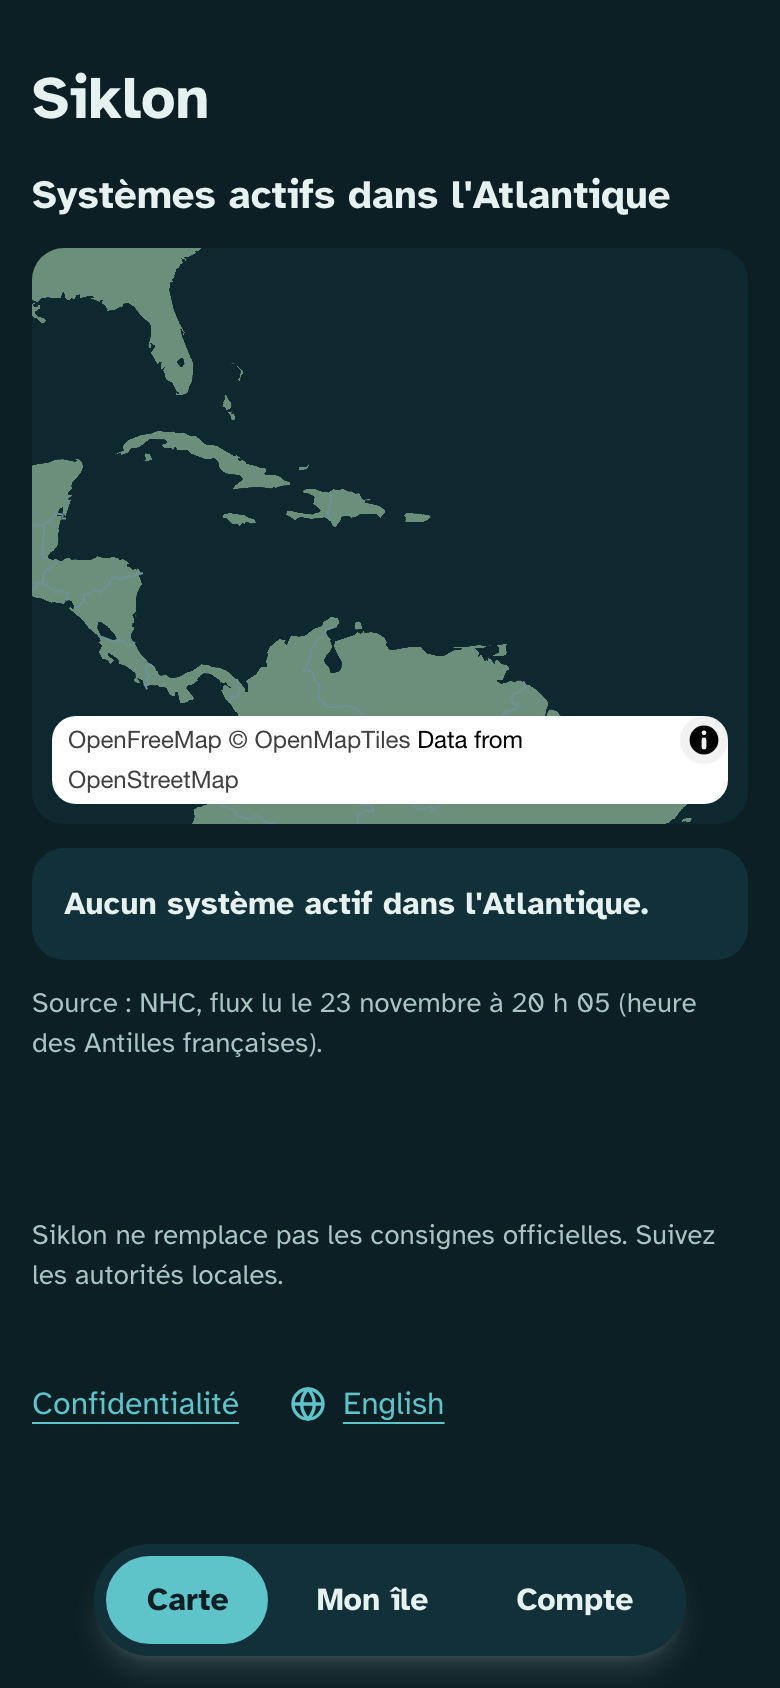 Siklon
Systèmes actifs dans l'Atlantique
OpenFreeMap © OpenMapTiles Data from
OpenStreetMap
Aucun système actif dans l'Atlantique.
Source : NHC, flux lu le 23 novembre à 20 h 05 (heure
des Antilles françaises).
Siklon ne remplace pas les consignes officielles. Suivez
les autorités locales.
Confidentialité English
Carte Mon île Compte